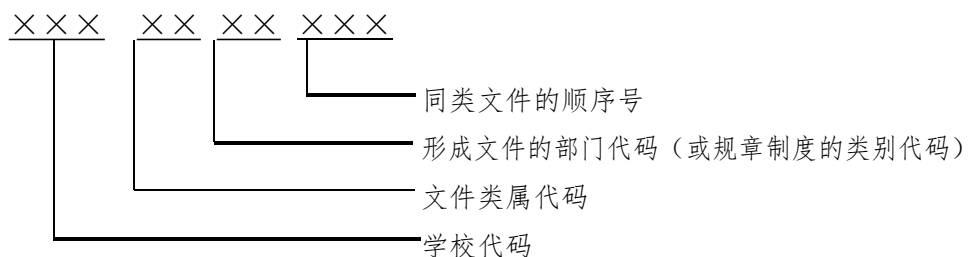 ××× ×× ×× ×××
同类文件的顺序号
形成文件的部门代码（或规章制度的类别代码）
文件类属代码
学校代码